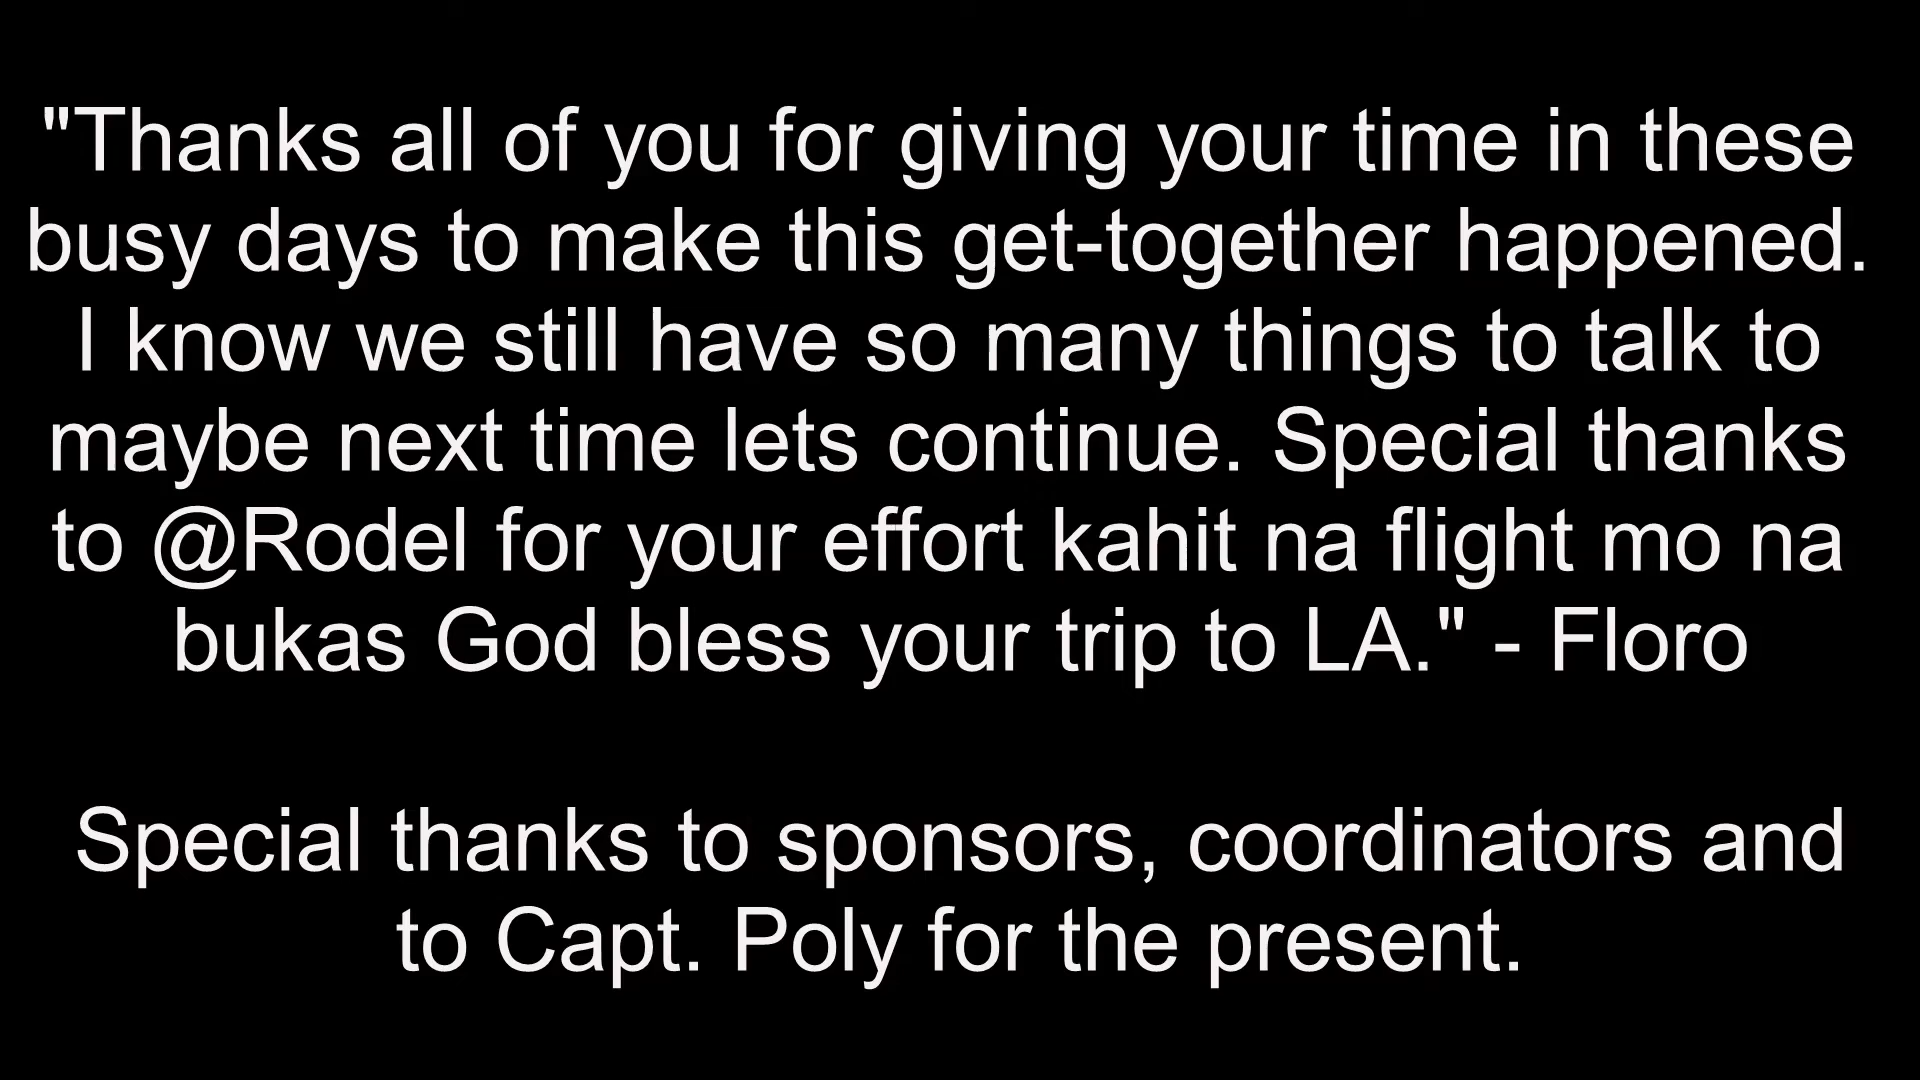 "Thanks all of you for giving your time in these
busy days to make this get-together happened.
I know we still have so many things to talk to
maybe next time lets continue. Special thanks
to @Rodel for your effort kahit na flight mo na
bukas God bless your trip to LA." - Floro
Special thanks to sponsors, coordinators and
to Capt. Poly for the present.